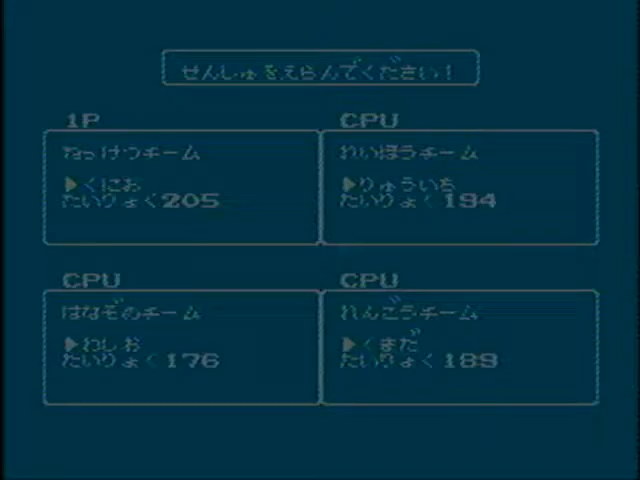 せんしゅをえらんでください！
1P
CPU
ねっけつチーム
▶くにお
たいりょく205
れいほうチーム
▶りゅういち
たいりょく194
CPU
CPU
はなぞのチーム
▶わしお
たいりょく176
れんごうチーム
▶くまだ
たいりょく189